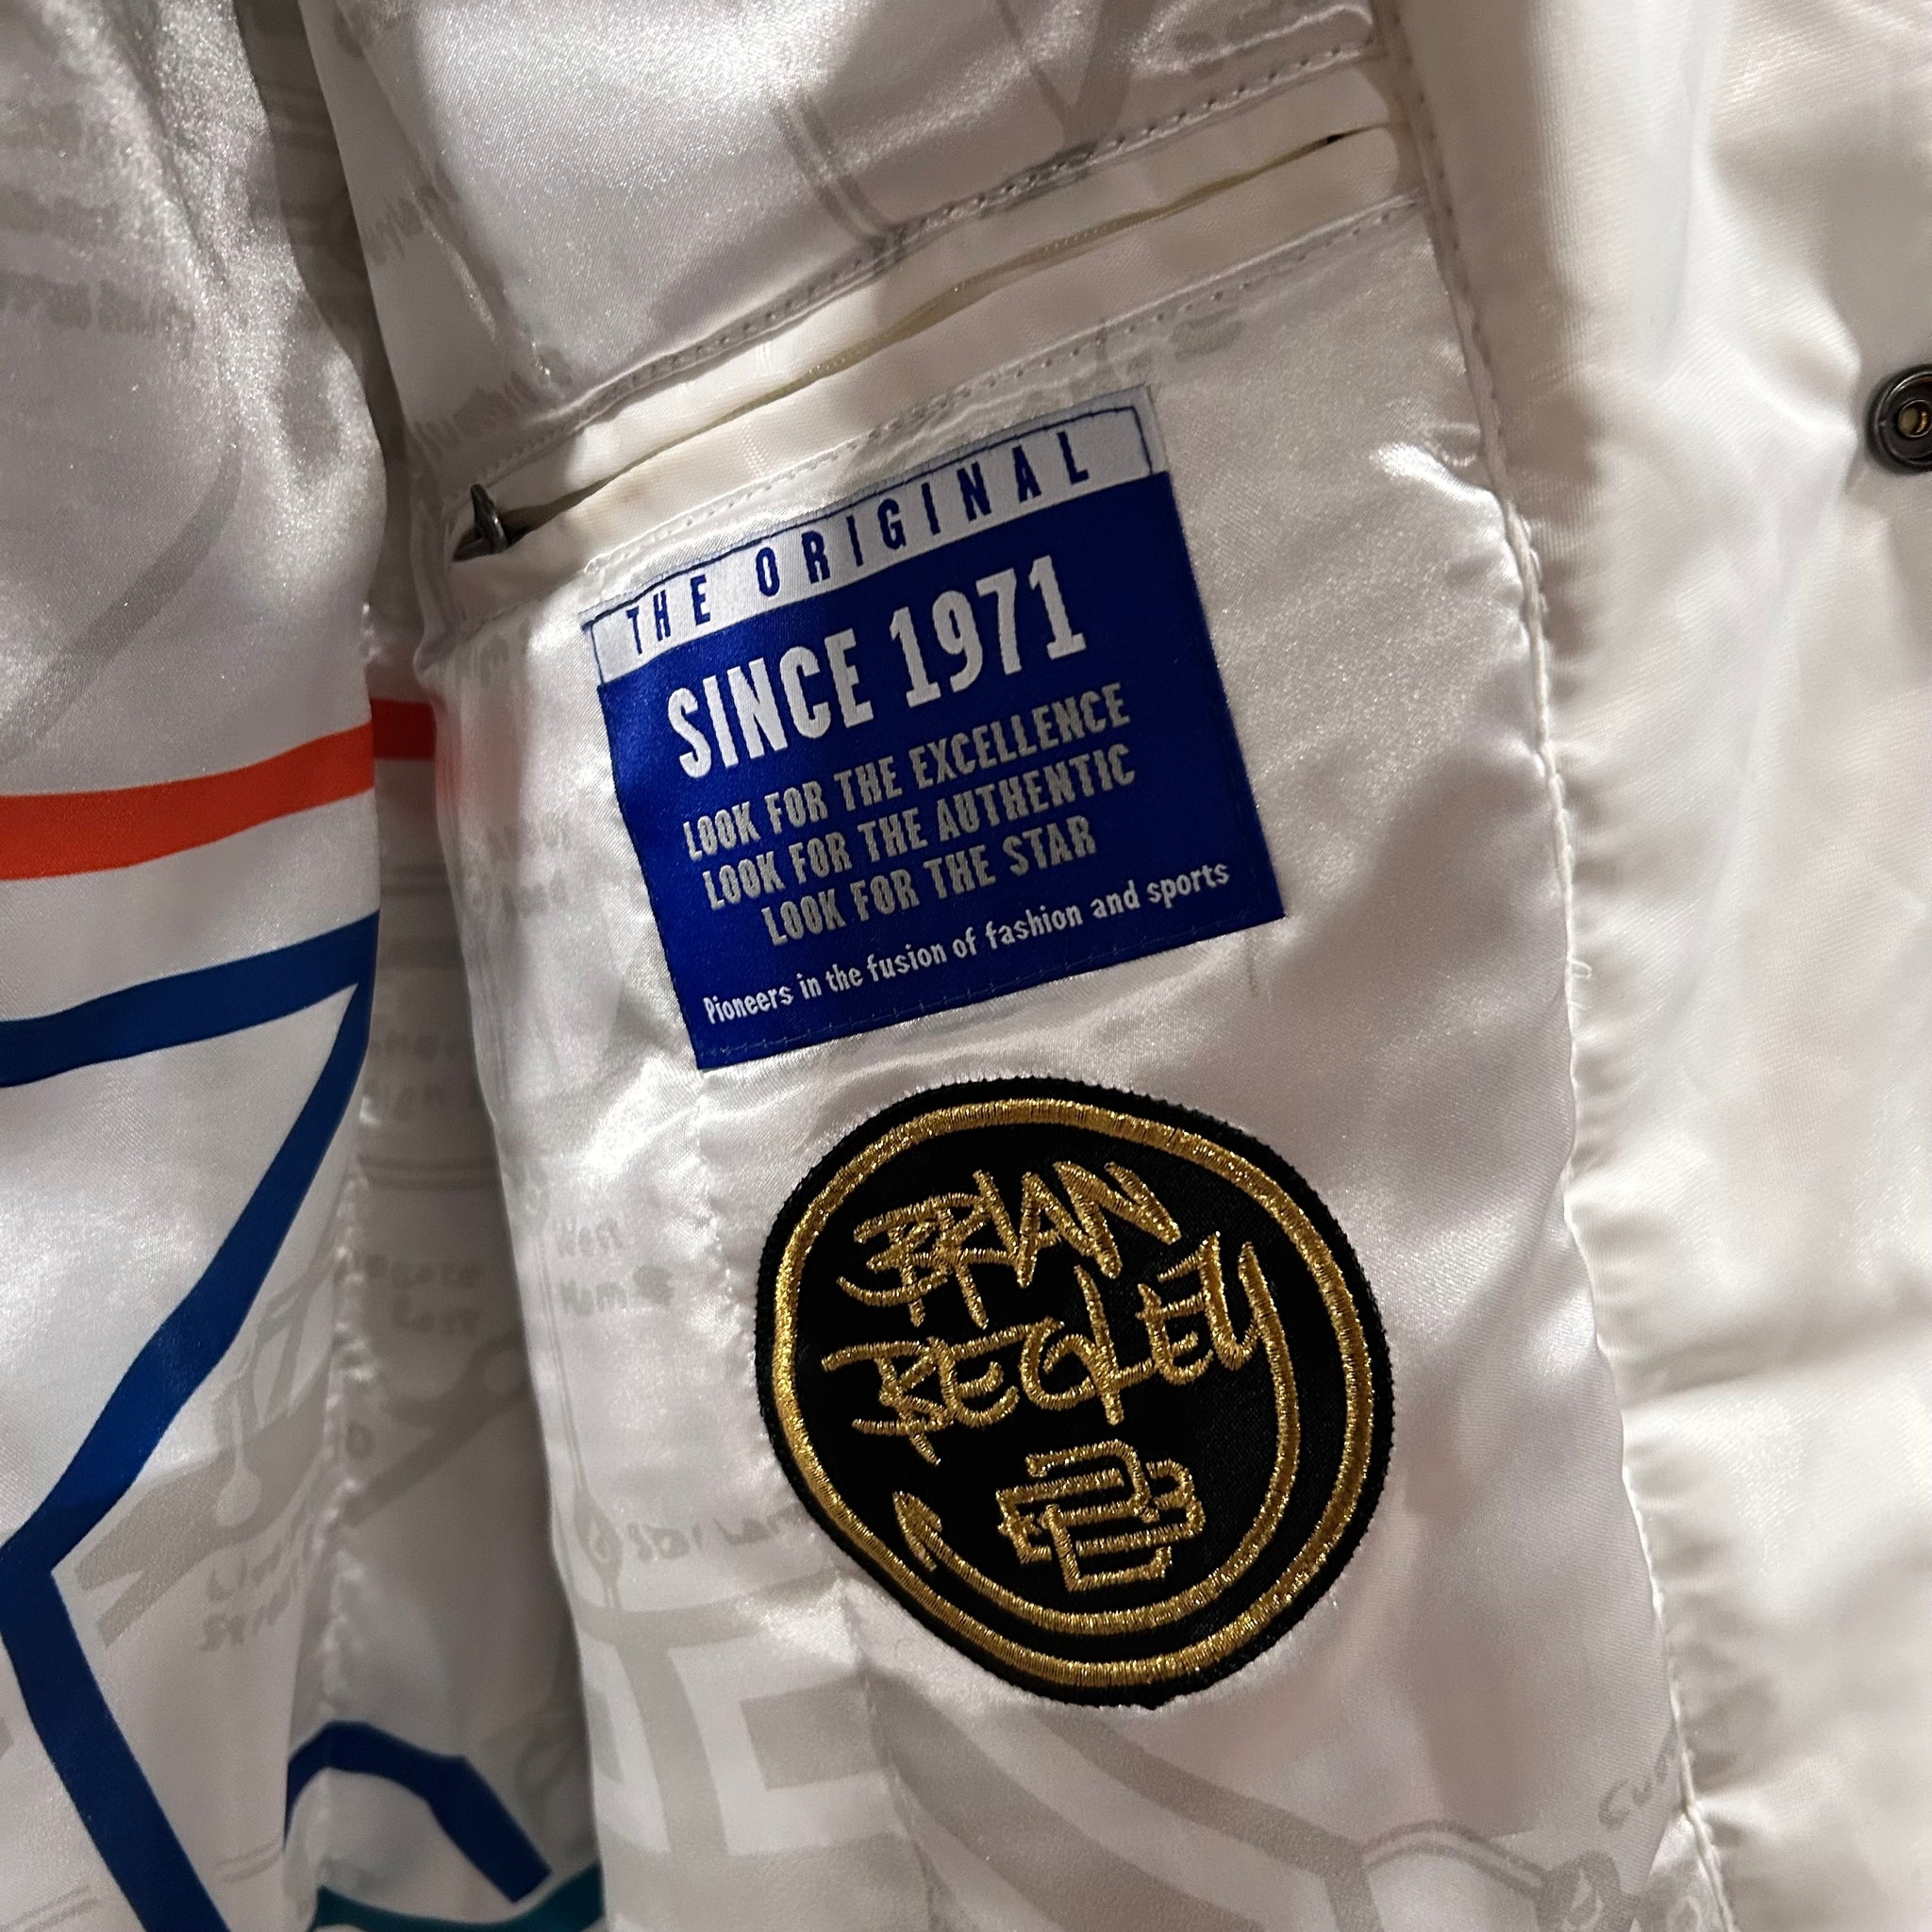 THE ORIGINAL
SINCE 1971
LOOK FOR THE EXCELLENCE
LOOK FOR THE AUTHENTIC
LOOK FOR THE STAR
Pioneers in the fusion of fashion and sports
BRIAN
BEGLEY